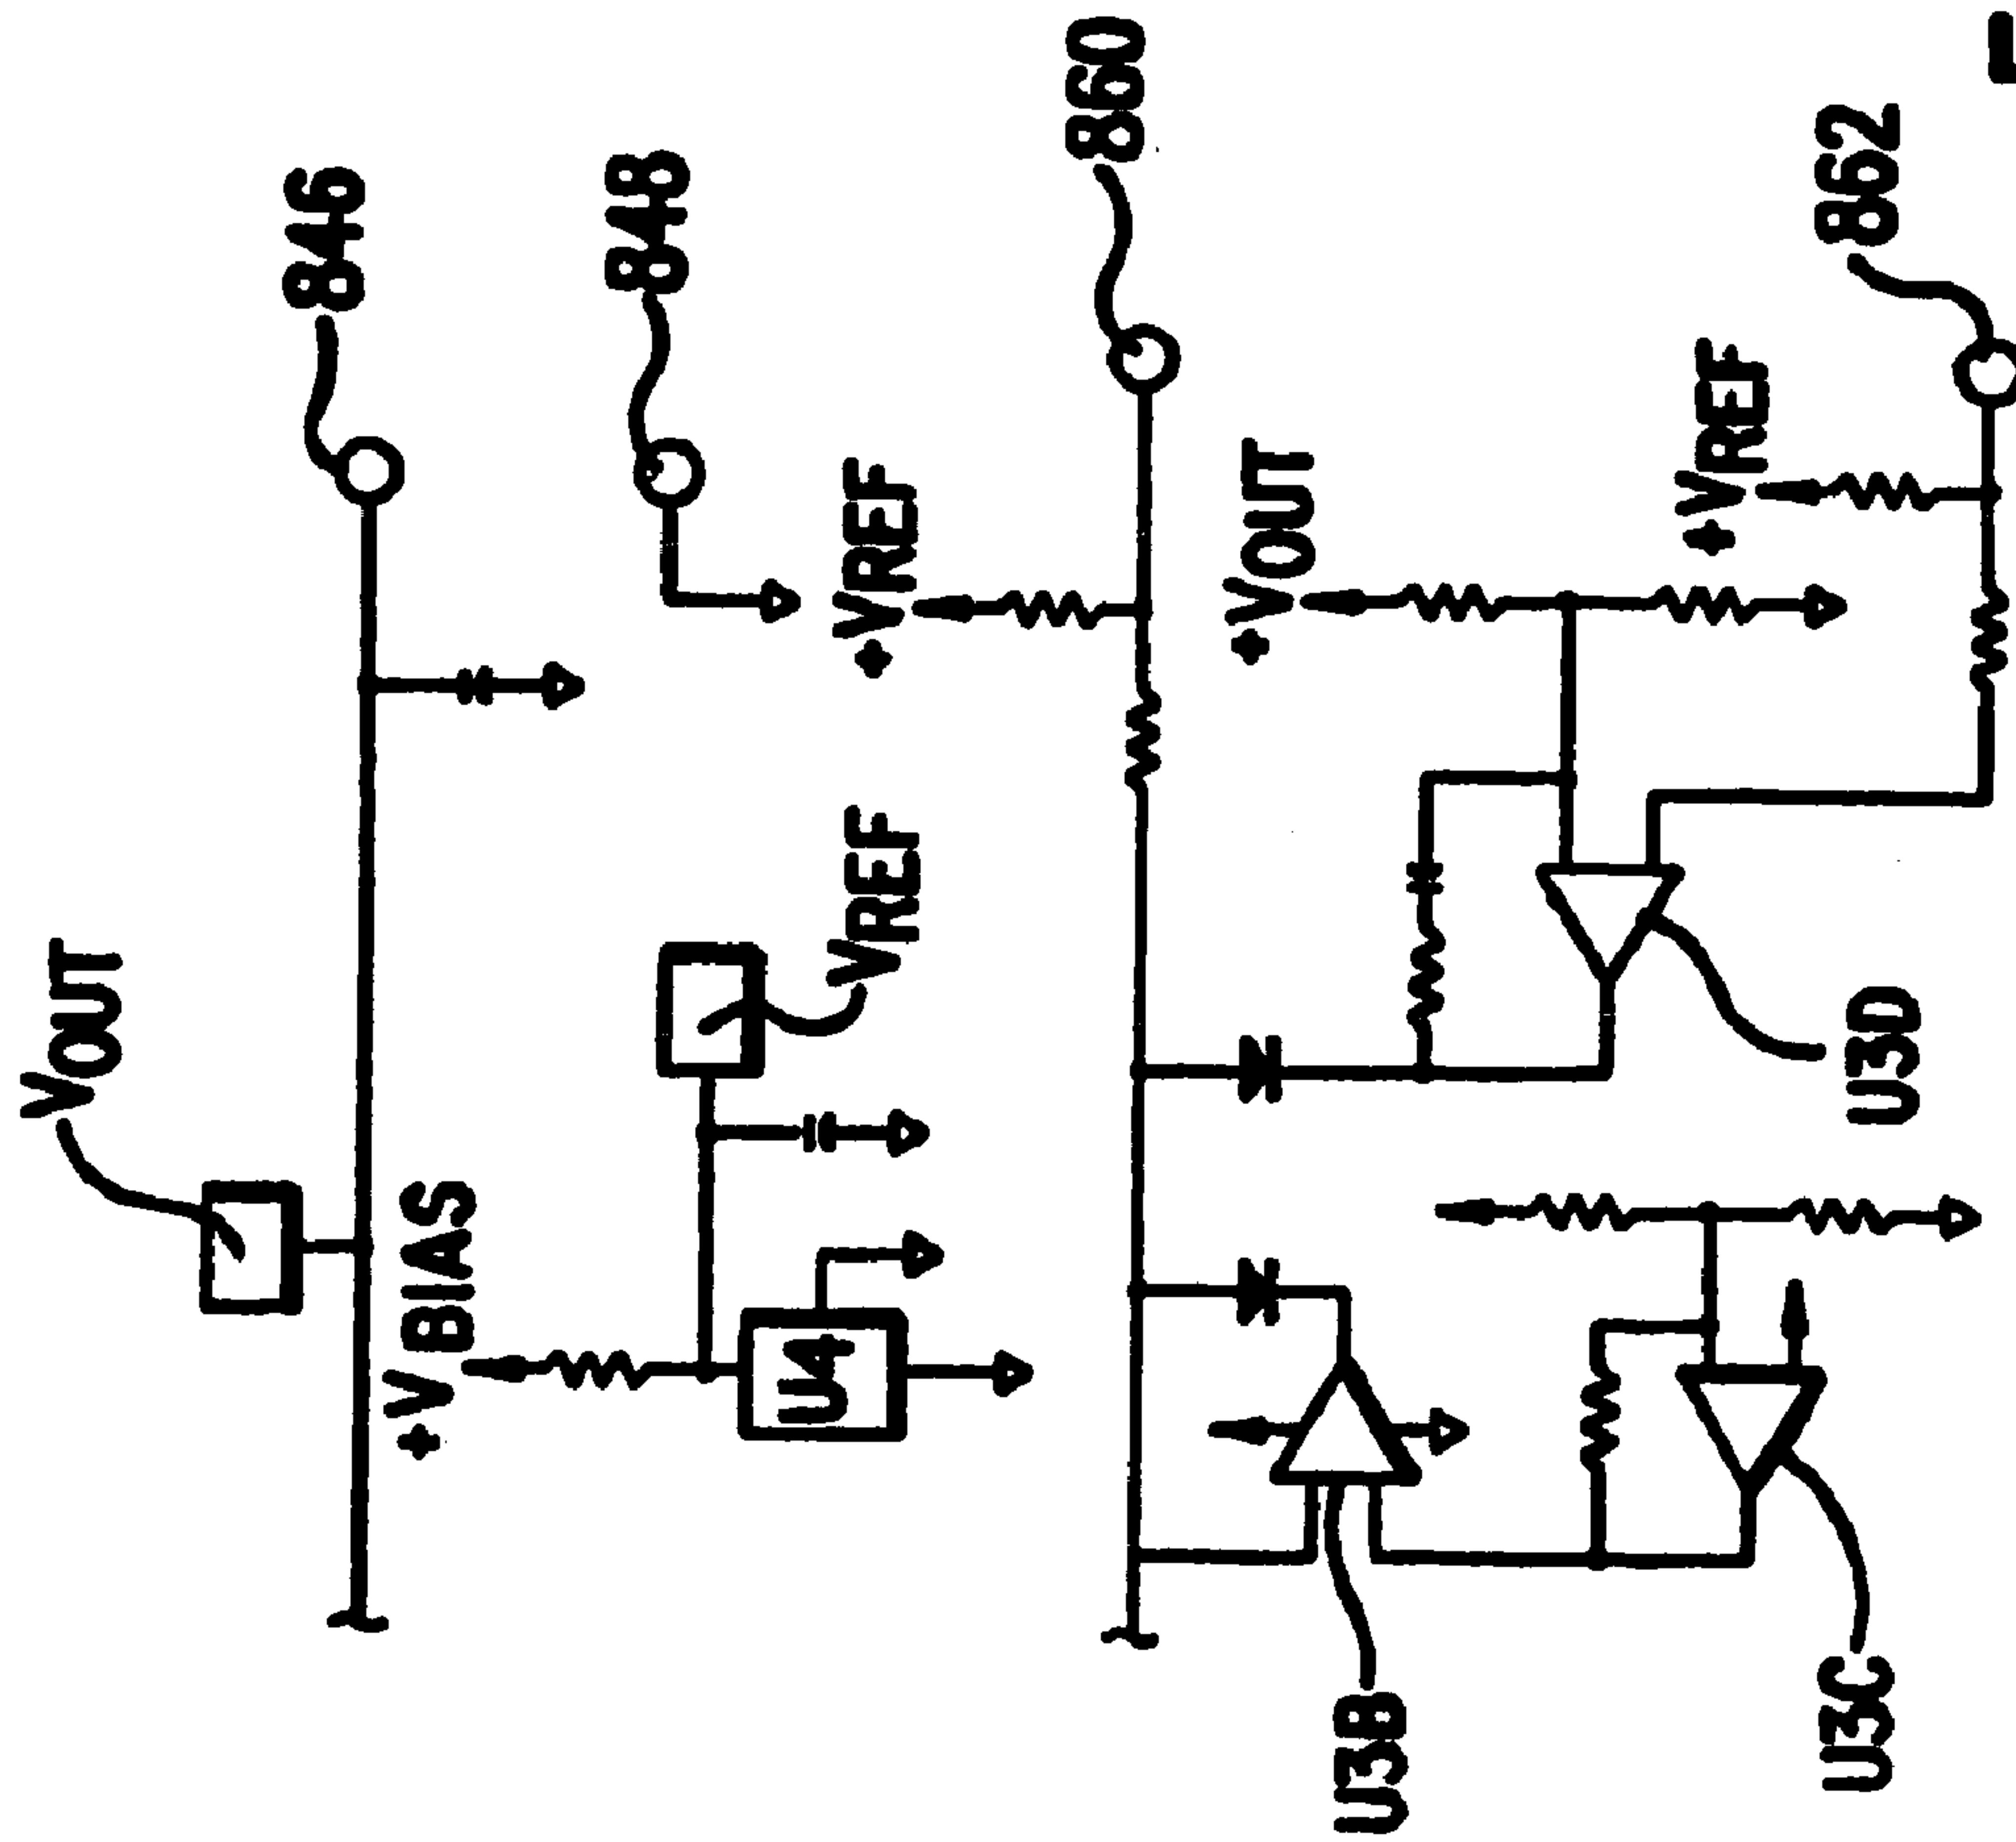 VOUT
846
+VBIAS
848
U4
VREF
+VREF
860
+VOUT
U3B
+VREF
U3D
U3C
862